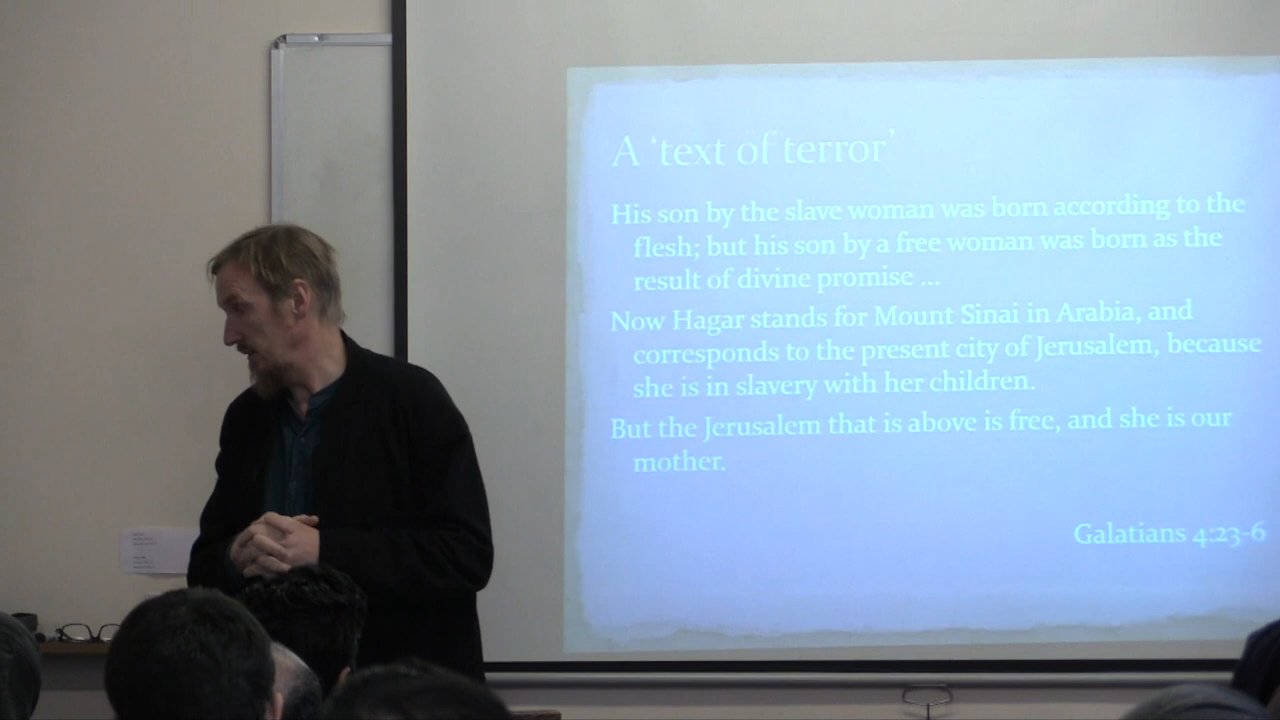 A ‘text of terror’
His son by the slave woman was born according to the
flesh; but his son by a free woman was born as the
result of divine promise ...
Now Hagar stands for Mount Sinai in Arabia, and
corresponds to the present city of Jerusalem, because
she is in slavery with her children.
But the Jerusalem that is above is free, and she is our
mother.
Galatians 4:23-6